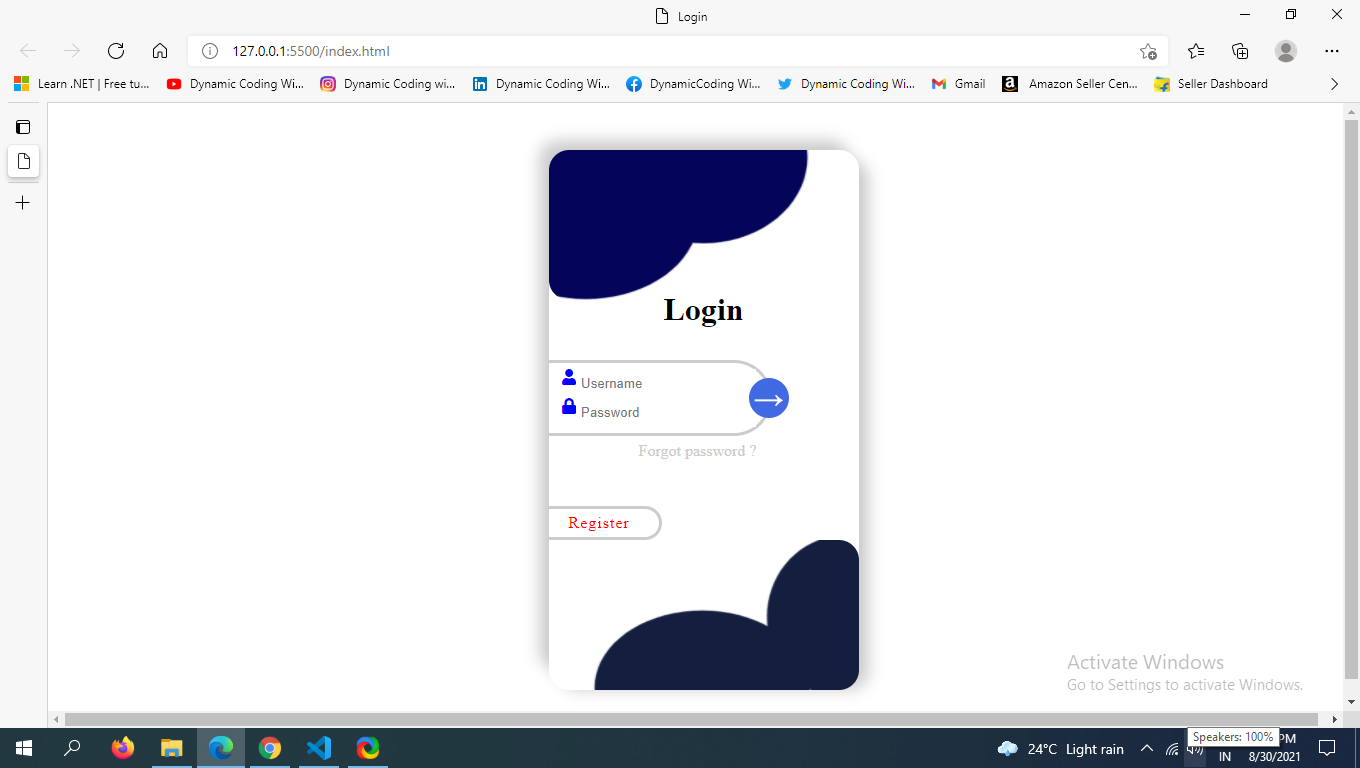 Login
127.0.0.1:5500/index.html
Learn .NET | Free tu... Dynamic Coding Wi... Dynamic Coding wi... Dynamic Coding Wi... DynamicCoding Wi... Dynamic Coding Wi... Gmail Amazon Seller Cen... Seller Dashboard
Login
Username
Password
Forgot password ?
Register
Activate Windows
Go to Settings to activate Windows.
Speakers: 100%
24°C Light rain
PM
IN
8/30/2021